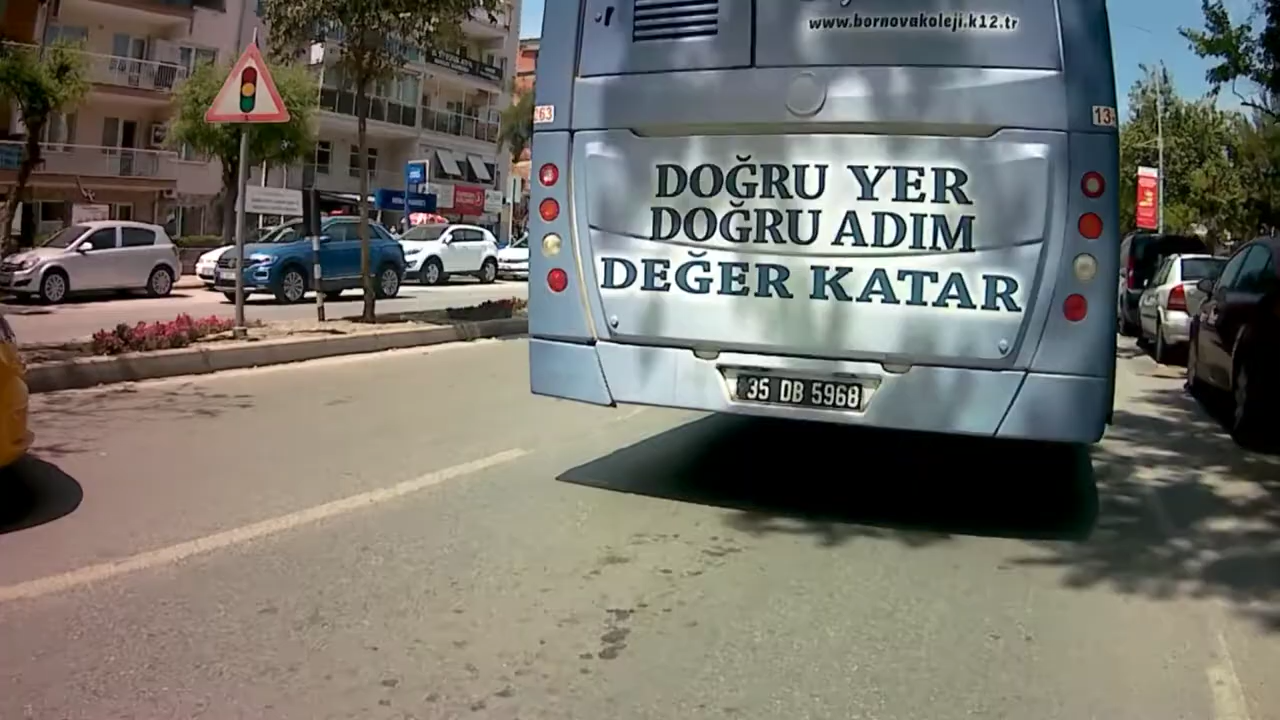 www.bornovakoleji.k12.tr
DOĞRU YER
DOĞRU ADIM
DEĞER KATAR
35 DB 5968